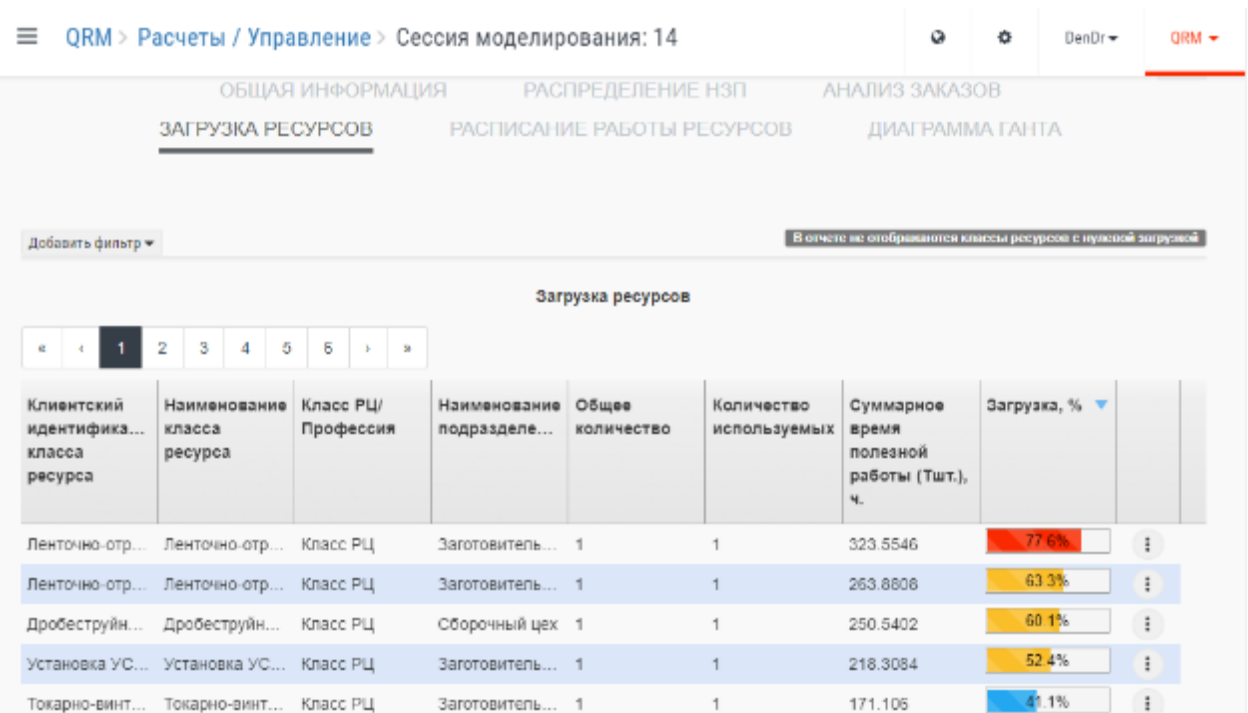 QRM > Расчеты / Управление > Сессия моделирования: 14 DenDr QRM
ОБЩАЯ ИНФОРМАЦИЯ РАСПРЕДЕЛЕНИЕ НЗП АНАЛИЗ ЗАКАЗОВ
ЗАГРУЗКА РЕСУРСОВ РАСПИСАНИЕ РАБОТЫ РЕСУРСОВ ДИАГРАММА ГАНТА
Добавить фильтр В отчете не отображаются классы ресурсов с нулевой загрузкой
Загрузка ресурсов
« ‹ 1 2 3 4 5 6 › »
Клиентский Наименование Класс РЦ/ Наименование Общее Количество Суммарное Загрузка, %
идентифика... класса Профессия подразделе... количество используемых время
класса ресурса полезной
ресурса работы (Тшт.),
ч.
Ленточно-отр... Ленточно-отр... Класс РЦ Заготовитель... 1 1 323.5546 77.6%
Ленточно-отр... Ленточно-отр... Класс РЦ Заготовитель... 1 1 263.8808 63.3%
Дробеструйн... Дробеструйн... Класс РЦ Сборочный цех 1 1 250.5402 60.1%
Установка УС... Установка УС... Класс РЦ Заготовитель... 1 1 218.3084 52.4%
Токарно-винт... Токарно-винт... Класс РЦ Заготовитель... 1 1 171.106 41.1%